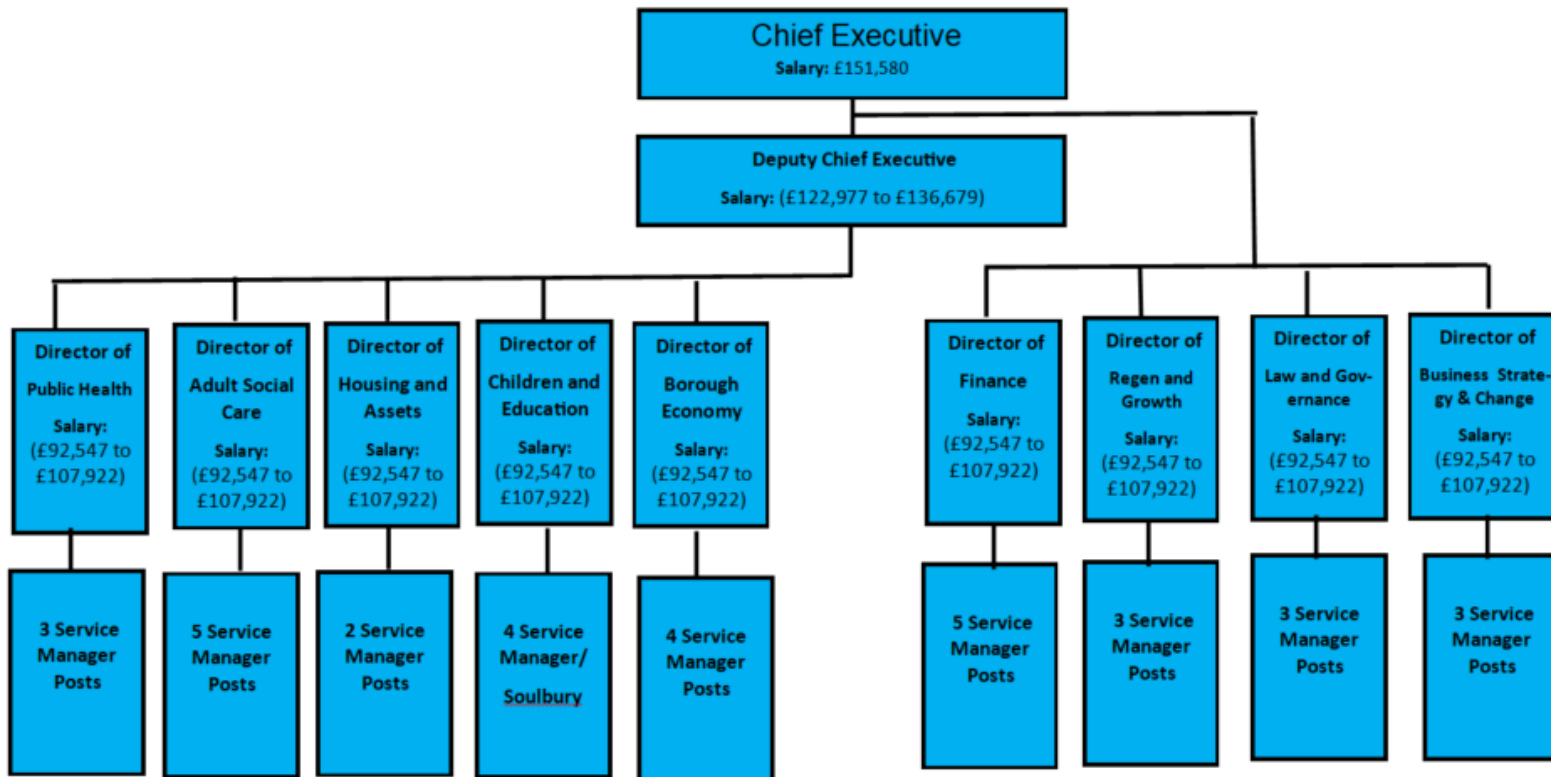 Chief Executive
Salary: £151,580
Deputy Chief Executive
Salary: (£122,977 to £136,679)
Director of
Public Health
Salary:
(£92,547 to
£107,922)
Director of
Adult Social
Care
Salary:
(£92,547 to
£107,922)
Director of
Housing and
Assets
Salary:
(£92,547 to
£107,922)
Director of
Children and
Education
Salary:
(£92,547 to
£107,922)
Director of
Borough
Economy
Salary:
(£92,547 to
£107,922)
Director of
Finance
Salary:
(£92,547 to
£107,922)
Director of
Regen and
Growth
Salary:
(£92,547 to
£107,922)
Director of
Law and Gov-
ernance
Salary:
(£92,547 to
£107,922)
Director of
Business Strate-
gy & Change
Salary:
(£92,547 to
£107,922)
3 Service
Manager
Posts
5 Service
Manager
Posts
2 Service
Manager
Posts
4 Service
Manager/
Soulbury
4 Service
Manager
Posts
5 Service
Manager
Posts
3 Service
Manager
Posts
3 Service
Manager
Posts
3 Service
Manager
Posts